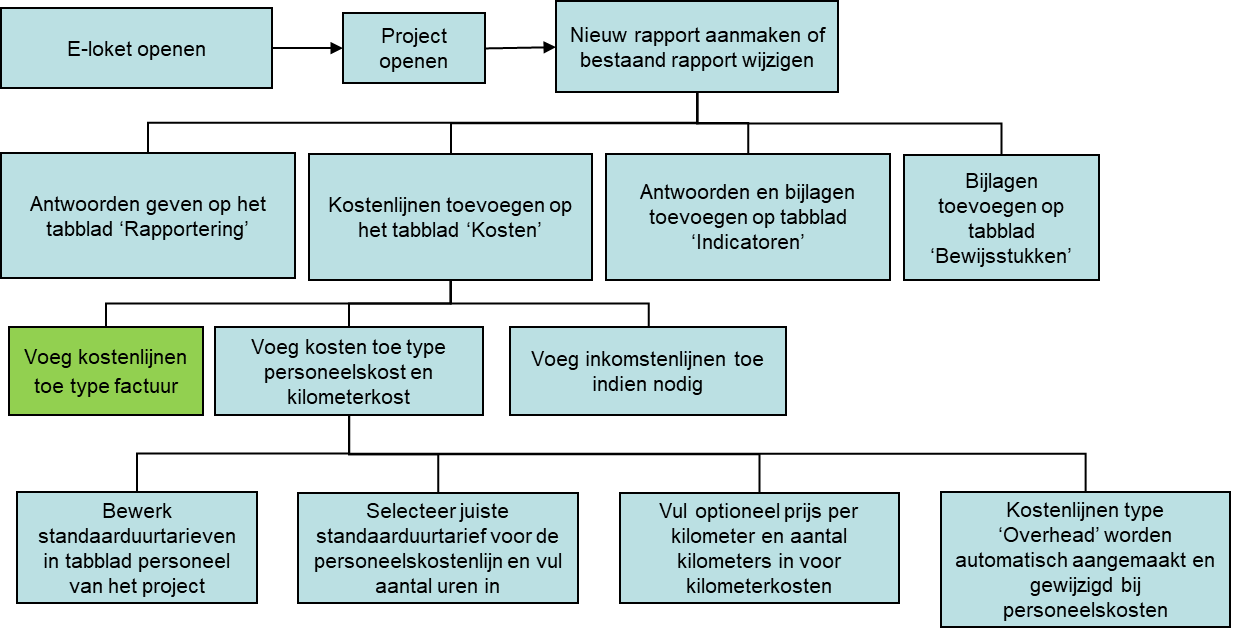 E-loket openen
Project
openen
Nieuw rapport aanmaken of
bestaand rapport wijzigen
Antwoorden geven op het
tabblad ‘Rapportering’
Kostenlijnen toevoegen op
het tabblad ‘Kosten’
Antwoorden en bijlagen
toevoegen op tabblad
‘Indicatoren’
Bijlagen
toevoegen op
tabblad
‘Bewijsstukken’
Voeg kostenlijnen
toe type factuur
Voeg kosten toe type
personeelskost en
kilometerkost
Voeg inkomstenlijnen toe
indien nodig
Bewerk
standaarduurtarieven
in tabblad personeel
van het project
Selecteer juiste
standaarduurtarief voor de
personeelskostenlijn en vul
aantal uren in
Vul optioneel prijs per
kilometer en aantal
kilometers in voor
kilometerkosten
Kostenlijnen type
‘Overhead’ worden
automatisch aangemaakt en
gewijzigd bij
personeelskosten